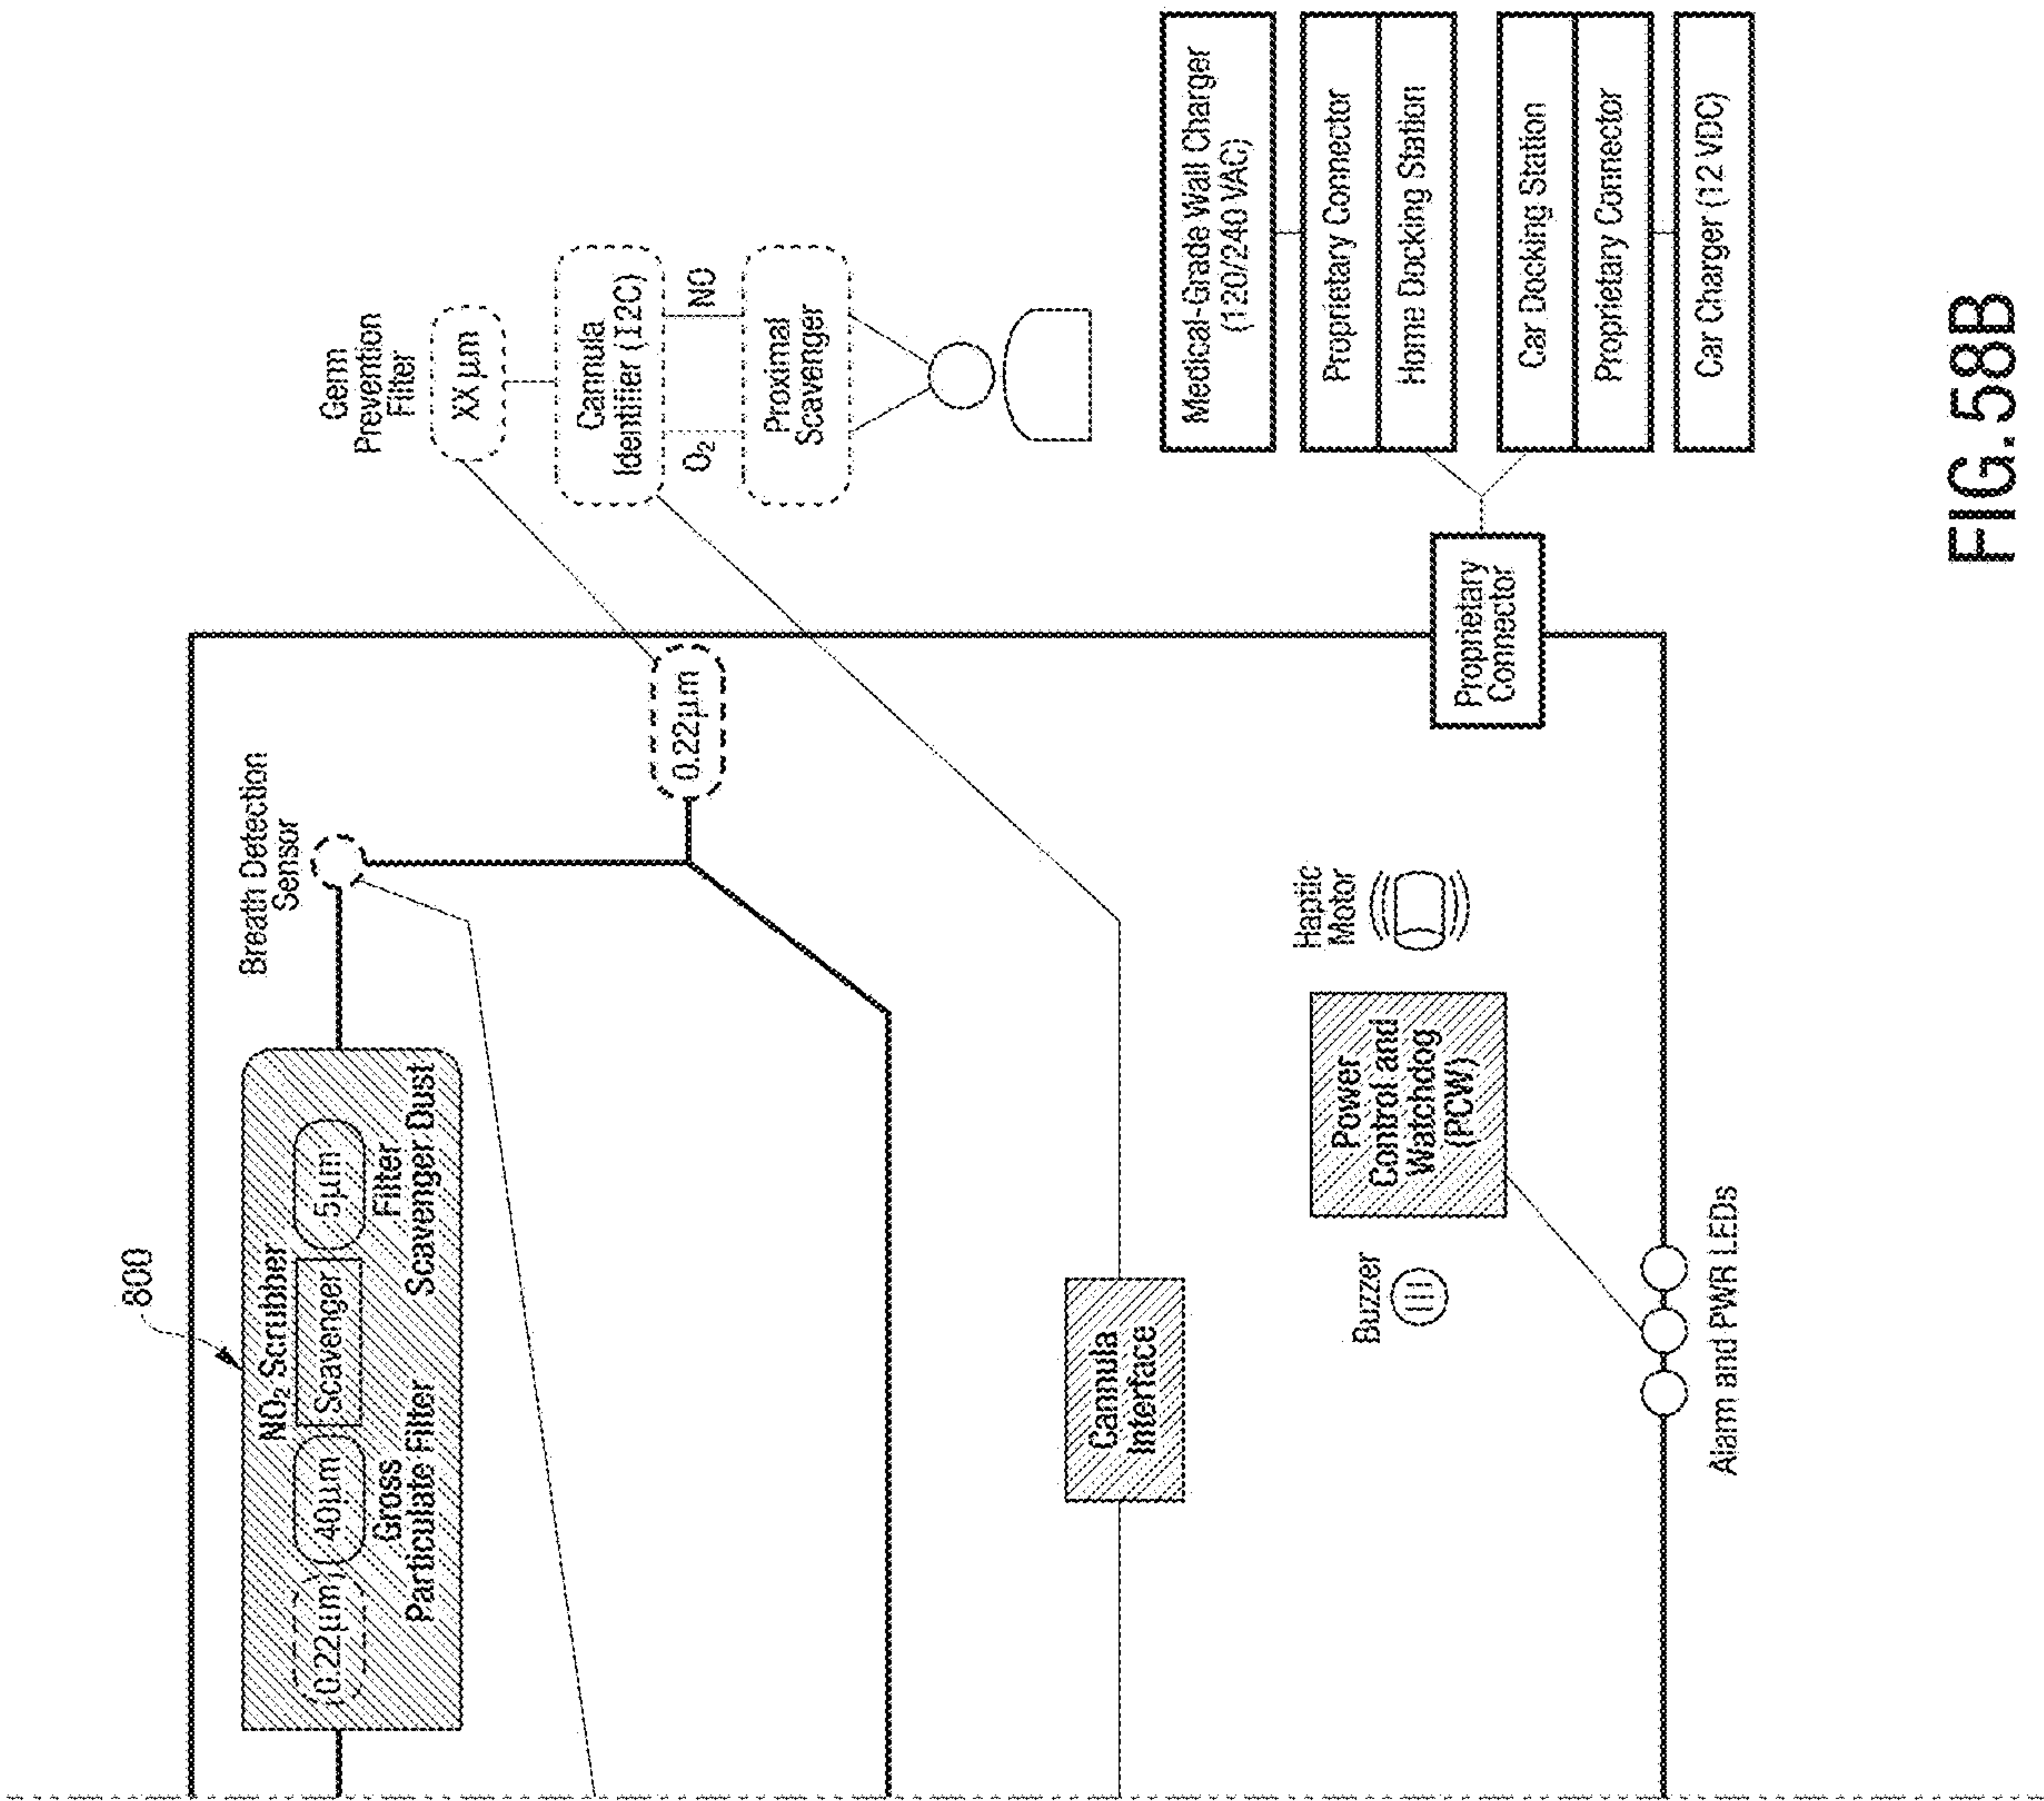 800
NO₂ Scrubber
0.22µm
40µm
Scavenger
5µm
Gross
Particulate Filter
Filter
Scavenger Dust
Breath Detection
Sensor
0.22µm
Germ
Prevention
Filter
XX µm
Cannula
Identifier (I2C)
O₂
NO
Proximal
Scavenger
Cannula
Interface
Buzzer
Power
Control and
Watchdog
(PCW)
Haptic
Motor
Proprietary
Connector
Medical-Grade Wall Charger
(120/240 VAC)
Proprietary Connector
Home Docking Station
Car Docking Station
Proprietary Connector
Car Charger (12 VDC)
Alarm and PWR LEDs
FIG.58B